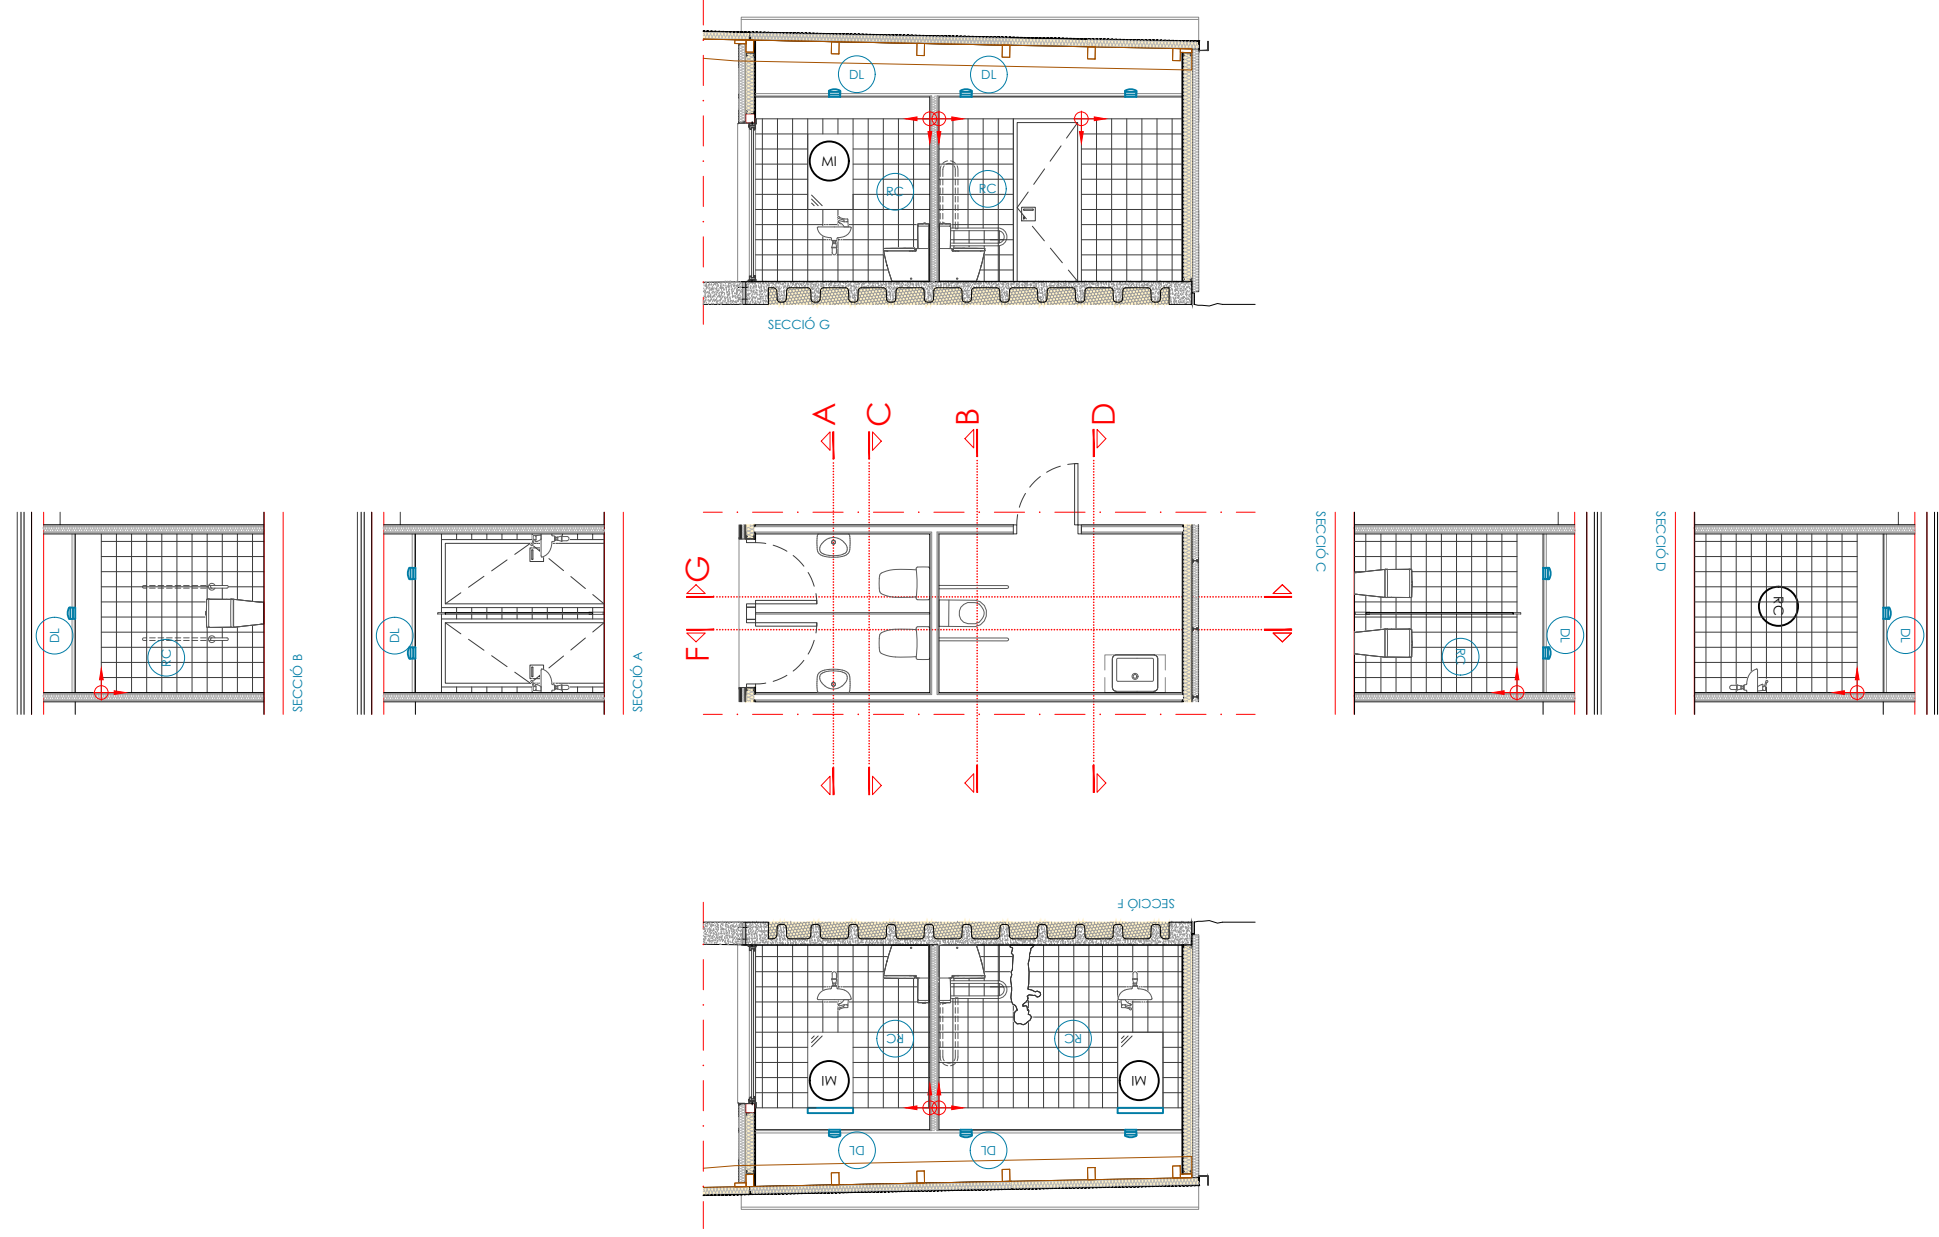 DL
DL
MI
RC
RC
SECCIÓ G
A
C
B
D
G
F
DL
RC
SECCIÓ B
DL
SECCIÓ A
SECCIÓ C
RC
DL
SECCIÓ D
RC
DL
SECCIÓ F
RC
RC
MI
MI
DL
DL